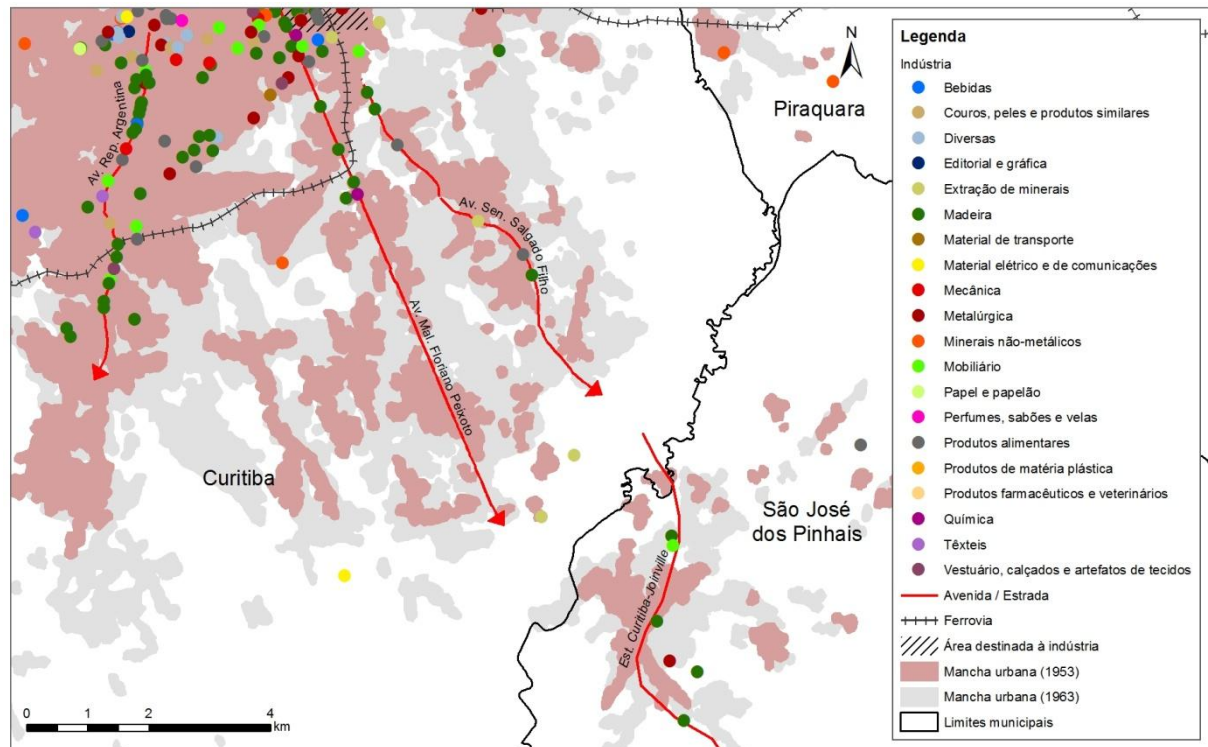 N
Piraquara
Av. Rep. Argentina
Av. Sen. Salgado Filho
Av. Mal. Floriano Peixoto
Curitiba
São José
dos Pinhais
Est. Curitiba-Joinville
0 1 2 4
km
Legenda
Indústria
Bebidas
Couros, peles e produtos similares
Diversas
Editorial e gráfica
Extração de minerais
Madeira
Material de transporte
Material elétrico e de comunicações
Mecânica
Metalúrgica
Minerais não-metálicos
Mobiliário
Papel e papelão
Perfumes, sabões e velas
Produtos alimentares
Produtos de matéria plástica
Produtos farmacêuticos e veterinários
Química
Têxteis
Vestuário, calçados e artefatos de tecidos
Avenida / Estrada
Ferrovia
Área destinada à indústria
Mancha urbana (1953)
Mancha urbana (1963)
Limites municipais